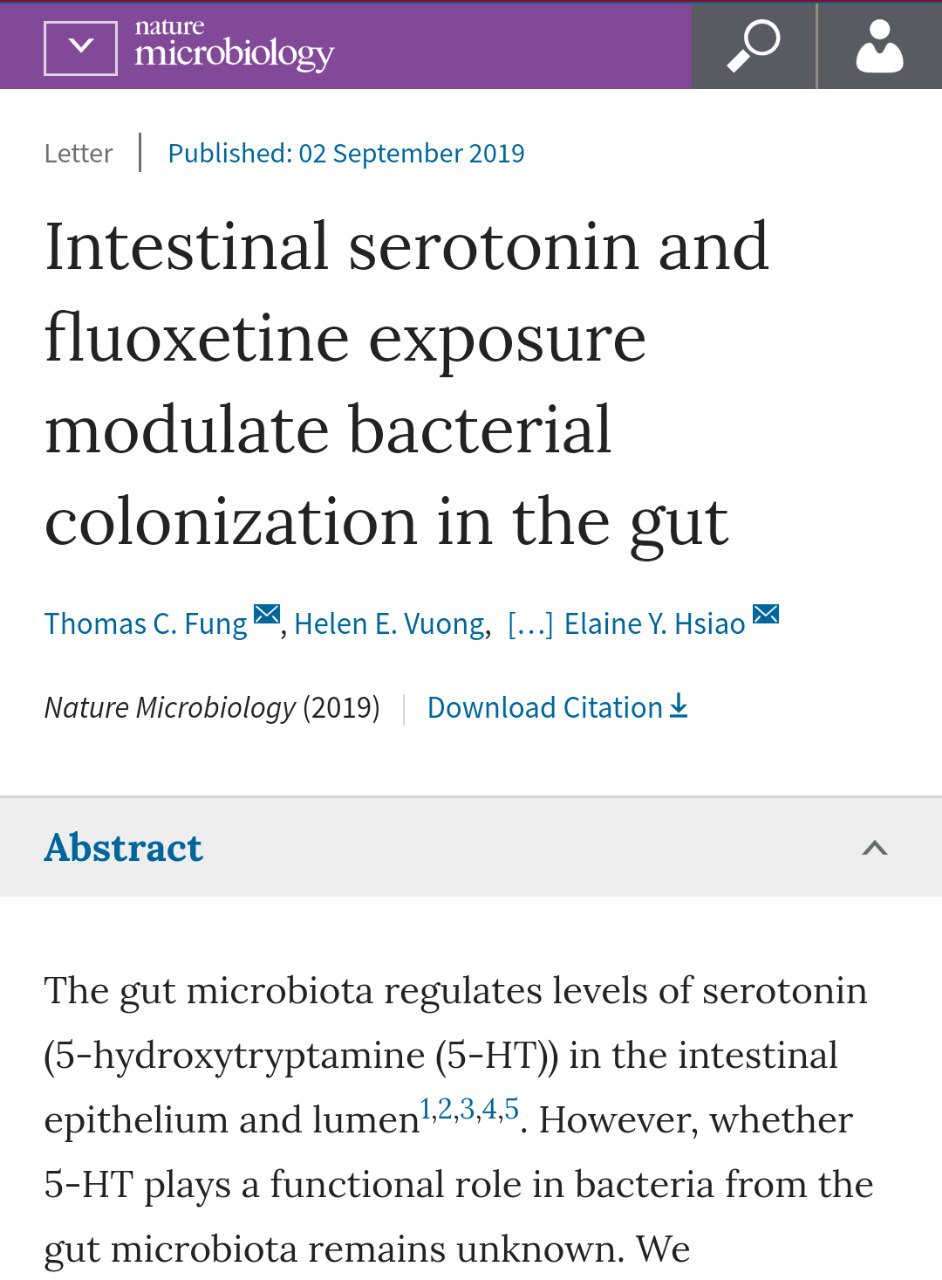 nature
microbiology
Letter | Published: 02 September 2019
Intestinal serotonin and
fluoxetine exposure
modulate bacterial
colonization in the gut
Thomas C. Fung, Helen E. Vuong, [...] Elaine Y. Hsiao
Nature Microbiology (2019) | Download Citation
Abstract
The gut microbiota regulates levels of serotonin
(5-hydroxytryptamine (5-HT)) in the intestinal
epithelium and lumen1,2,3,4,5. However, whether
5-HT plays a functional role in bacteria from the
gut microbiota remains unknown. We